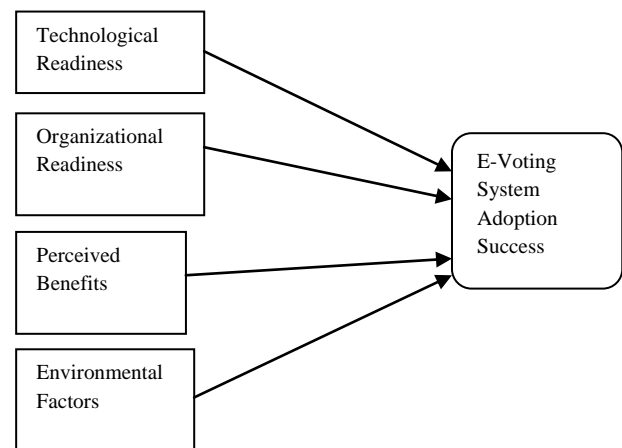 Technological
Readiness
Organizational
Readiness
Perceived
Benefits
Environmental
Factors
E-Voting
System
Adoption
Success